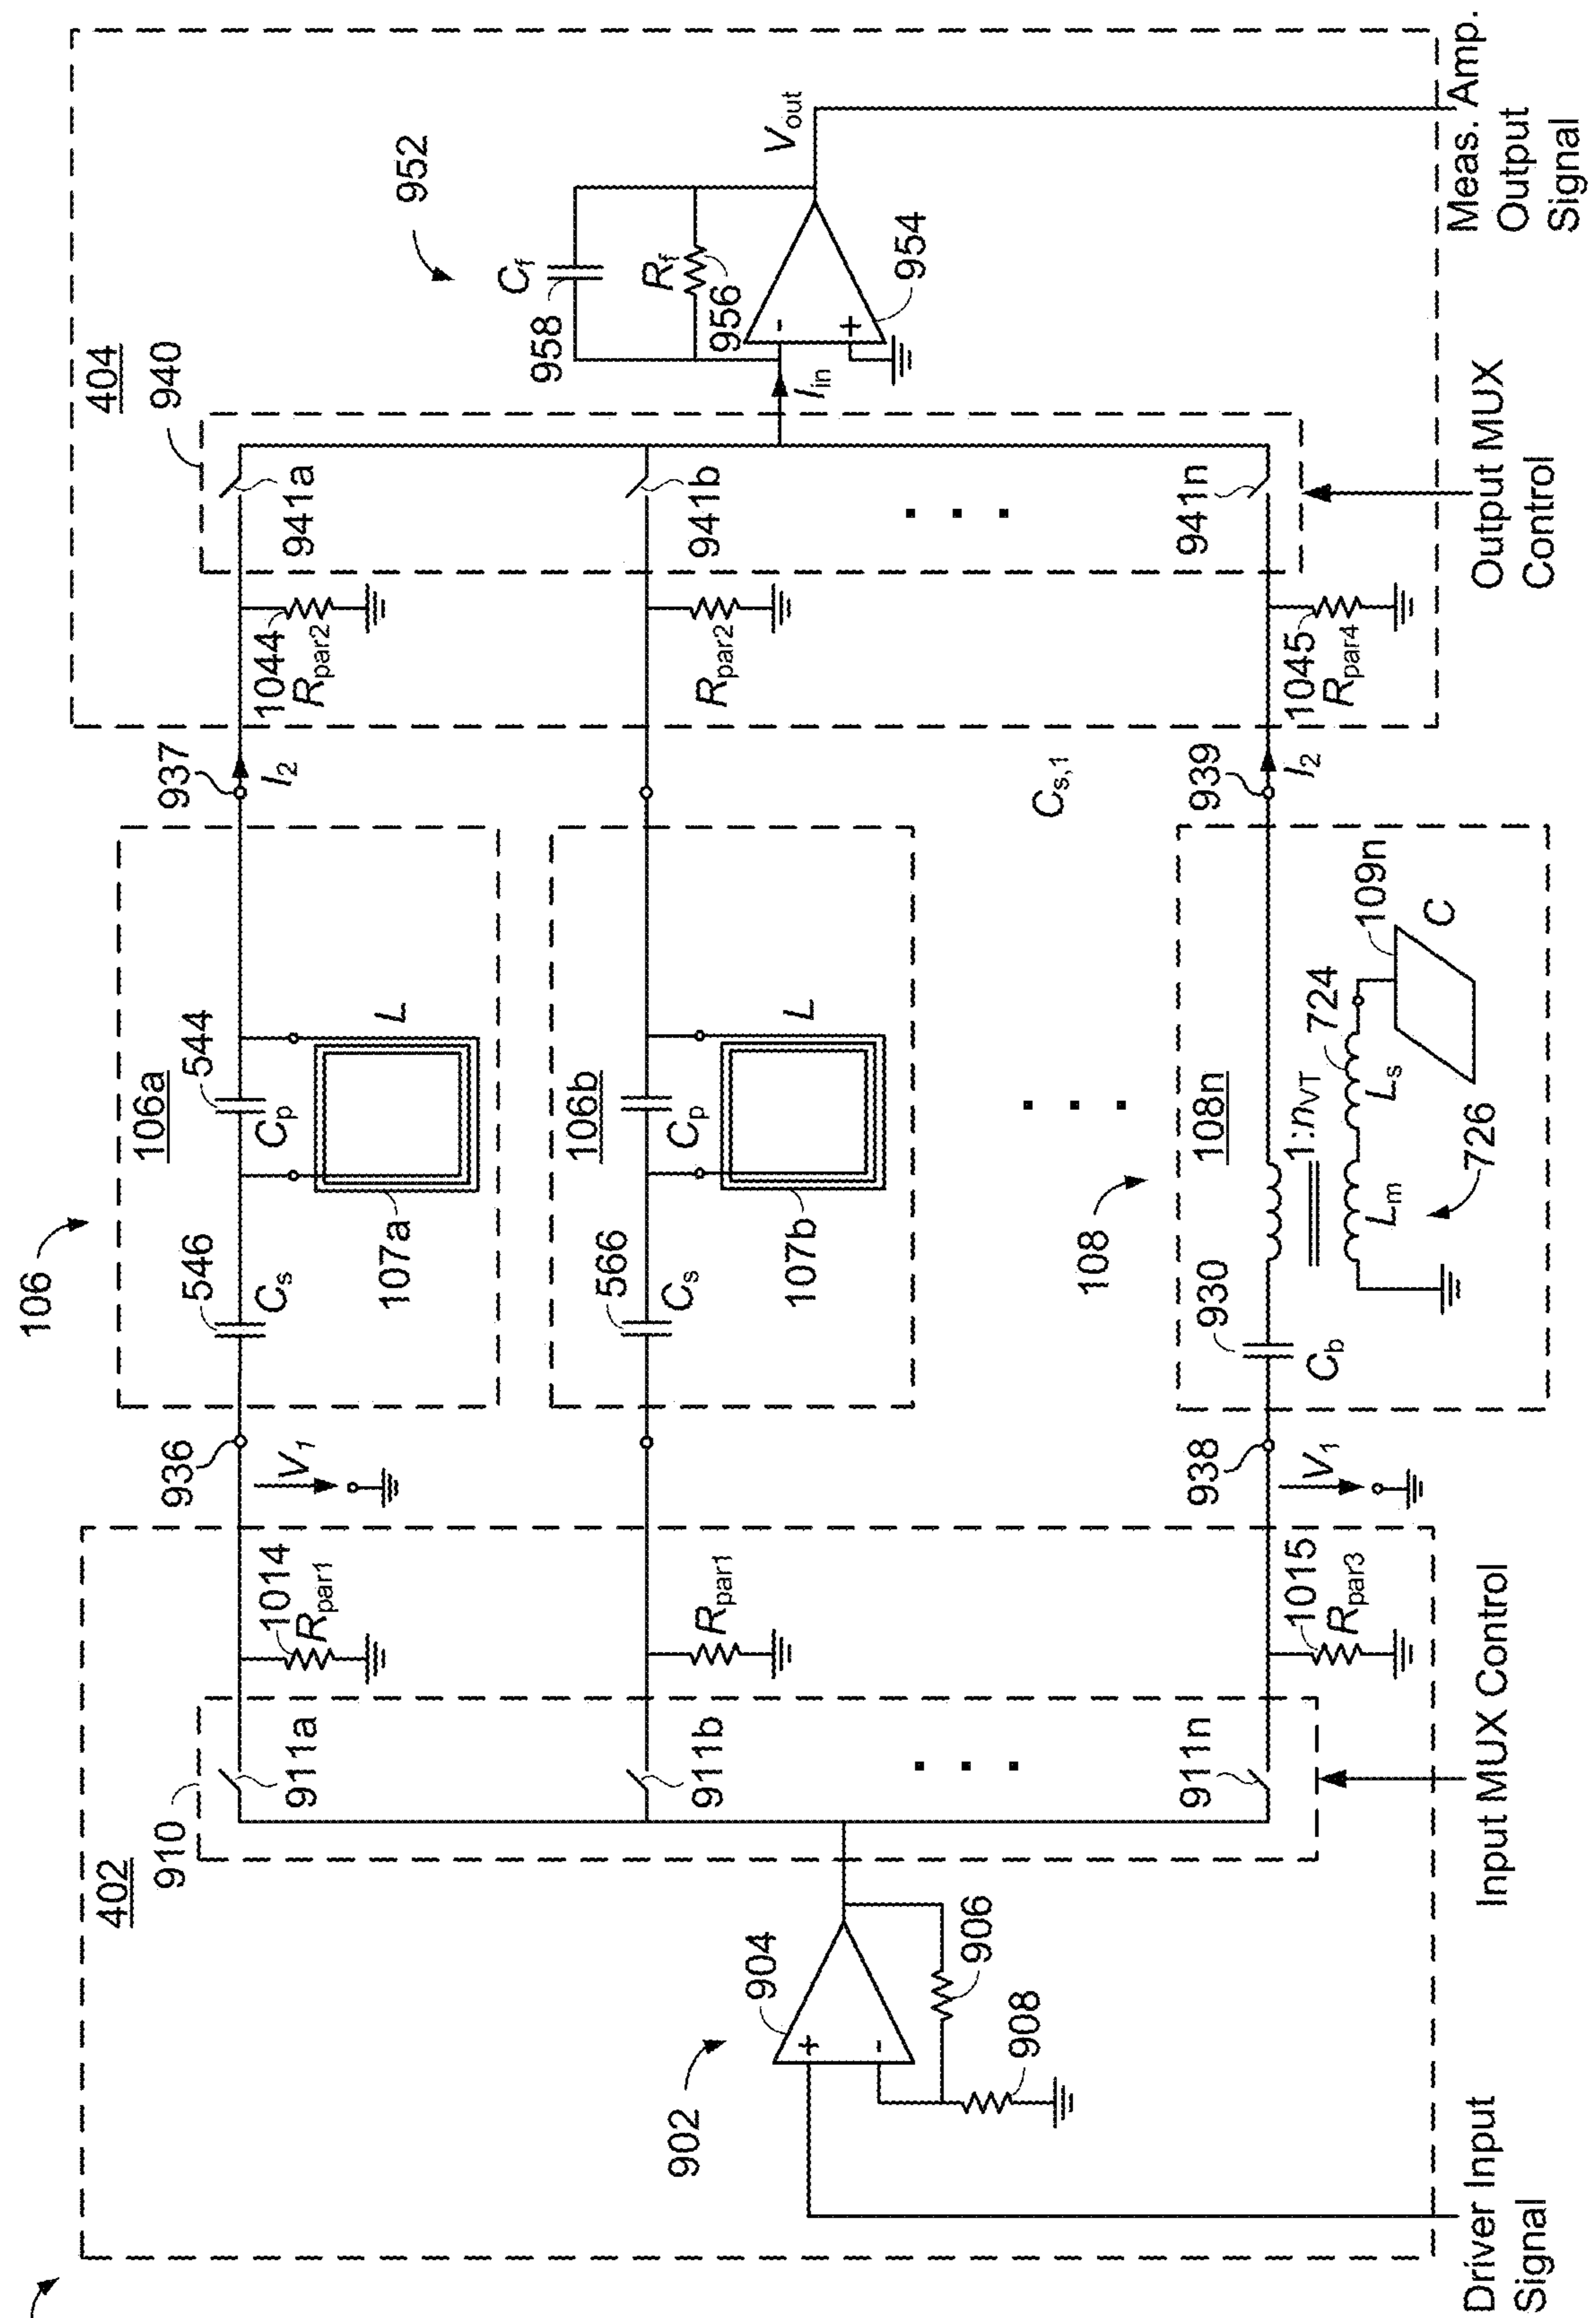 402
910
911a
911b
911n
902
904
906
908
Driver Input
Signal
Input MUX Control
1014
Rpar1
Rpar1
1015
Rpar3
936
V1
938
V1
106
106a
546
Cs
544
Cp
107a
L
106b
566
Cs
Cp
107b
L
108
108n
930
Cb
1:nVT
Lm
Ls
724
726
109n
C
937
I2
Cs,1
939
I2
404
940
1044
Rpar2
Rpar2
1045
Rpar4
941a
941b
941n
Output MUX
Control
Iin
952
Cf
958
Rf
956
-
+
954
+
-
Vout
Meas. Amp.
Output
Signal